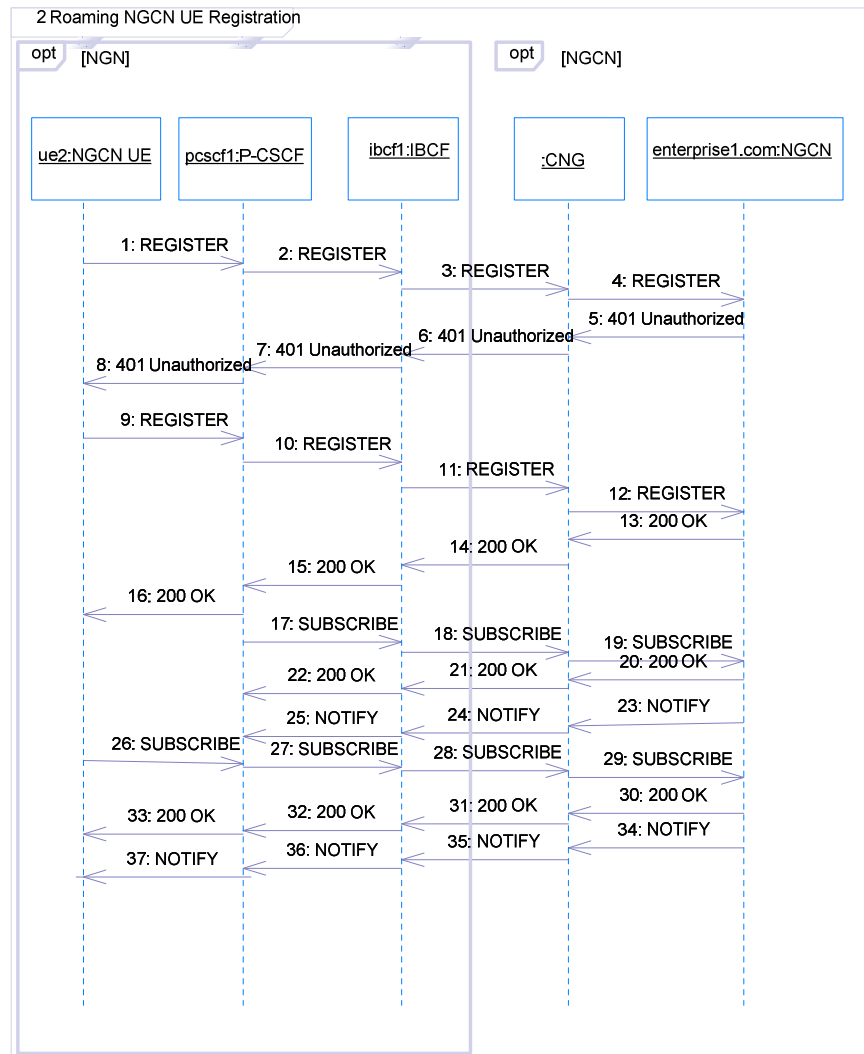 2 Roaming NGCN UE Registration
opt [NGN]
opt [NGCN]
ue2:NGCN UE
pcscf1:P-CSCF
ibcf1:IBCF
:CNG
enterprise1.com:NGCN
1: REGISTER
2: REGISTER
3: REGISTER
4: REGISTER
5: 401 Unauthorized
6: 401 Unauthorized
7: 401 Unauthorized
8: 401 Unauthorized
9: REGISTER
10: REGISTER
11: REGISTER
12: REGISTER
13: 200 OK
14: 200 OK
15: 200 OK
16: 200 OK
17: SUBSCRIBE
18: SUBSCRIBE
19: SUBSCRIBE
20: 200 OK
21: 200 OK
22: 200 OK
23: NOTIFY
24: NOTIFY
25: NOTIFY
26: SUBSCRIBE
27: SUBSCRIBE
28: SUBSCRIBE
29: SUBSCRIBE
30: 200 OK
31: 200 OK
32: 200 OK
33: 200 OK
34: NOTIFY
35: NOTIFY
36: NOTIFY
37: NOTIFY